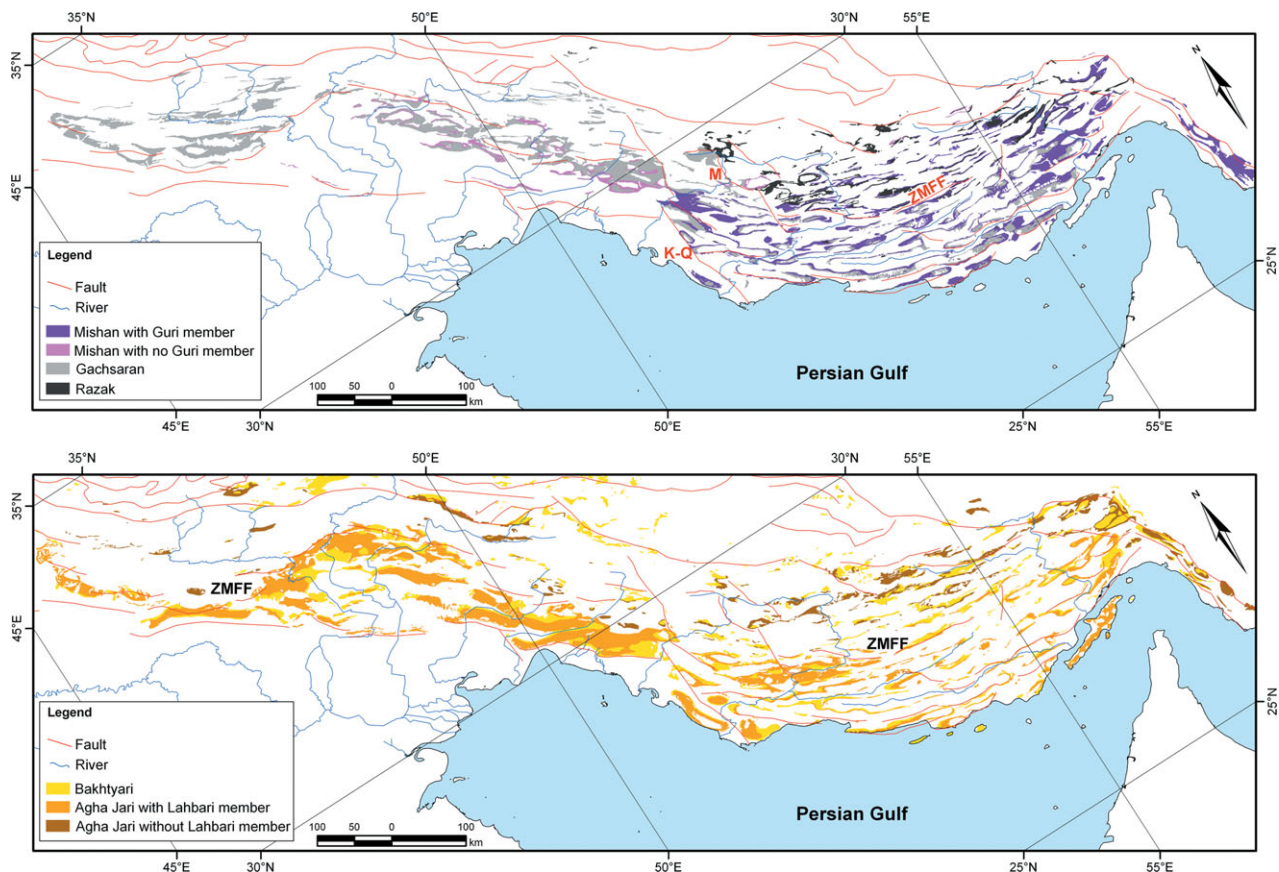 35°N
50°E
30°N
55°E
N
35°N
45°E
M
ZMFF
K-Q
25°N
Legend
Fault
River
Mishan with Guri member
Mishan with no Guri member
Gachsaran
Razak
100 50 0 100
km
Persian Gulf
45°E
30°N
50°E
25°N
55°E
35°N
50°E
30°N
55°E
N
35°N
ZMFF
45°E
ZMFF
25°N
Legend
Fault
River
Bakhtyari
Agha Jari with Lahbari member
Agha Jari without Lahbari member
100 50 0 100
km
Persian Gulf
45°E
30°N
50°E
25°N
55°E